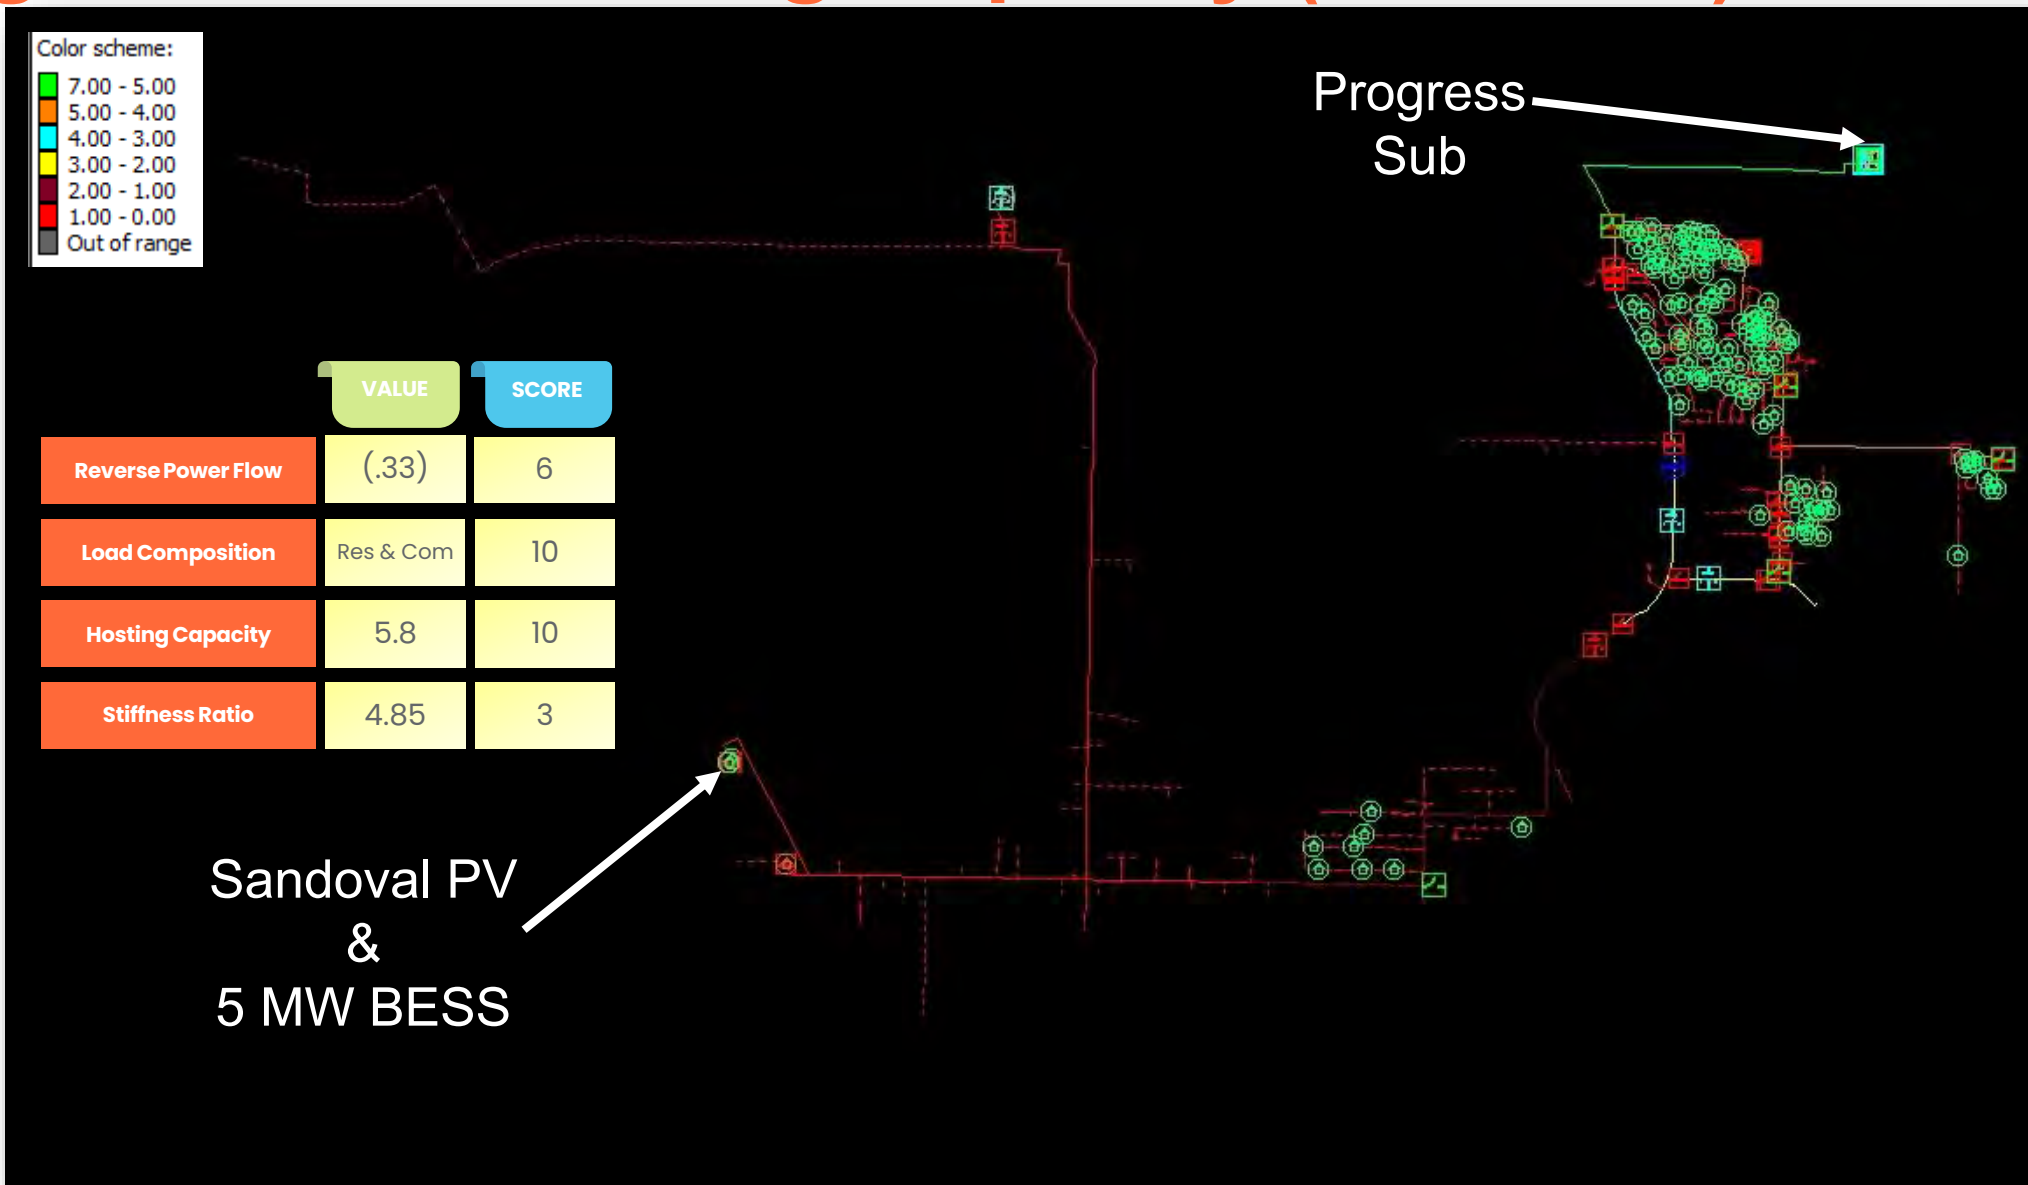 Color scheme:
7.00 - 5.00
5.00 - 4.00
4.00 - 3.00
3.00 - 2.00
2.00 - 1.00
1.00 - 0.00
Out of range
Progress
Sub
VALUE SCORE
Reverse Power Flow (.33) 6
Load Composition Res & Com 10
Hosting Capacity 5.8 10
Stiffness Ratio 4.85 3
Sandoval PV
&
5 MW BESS